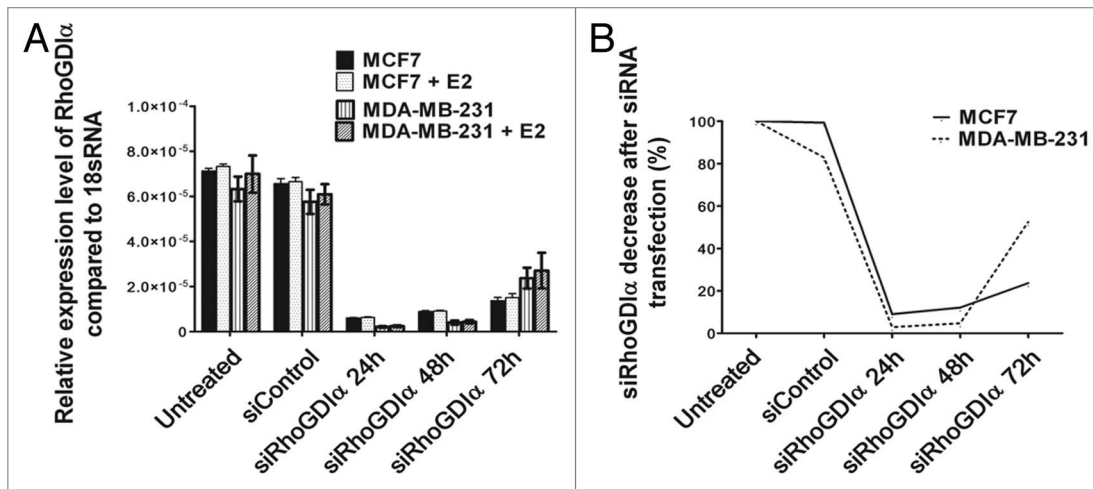 A
Relative expression level of RhoGDIα
compared to 18sRNA
MCF7
MCF7 + E2
MDA-MB-231
MDA-MB-231 + E2
1.0×10⁻⁴
8.0×10⁻⁵
6.0×10⁻⁵
4.0×10⁻⁵
2.0×10⁻⁵
0
Untreated
siControl
siRhoGDIα 24h
siRhoGDIα 48h
siRhoGDIα 72h
B
siRhoGDIα decrease after siRNA
transfection (%)
MCF7
MDA-MB-231
100
80
60
40
20
0
Untreated
siControl
siRhoGDIα 24h
siRhoGDIα 48h
siRhoGDIα 72h